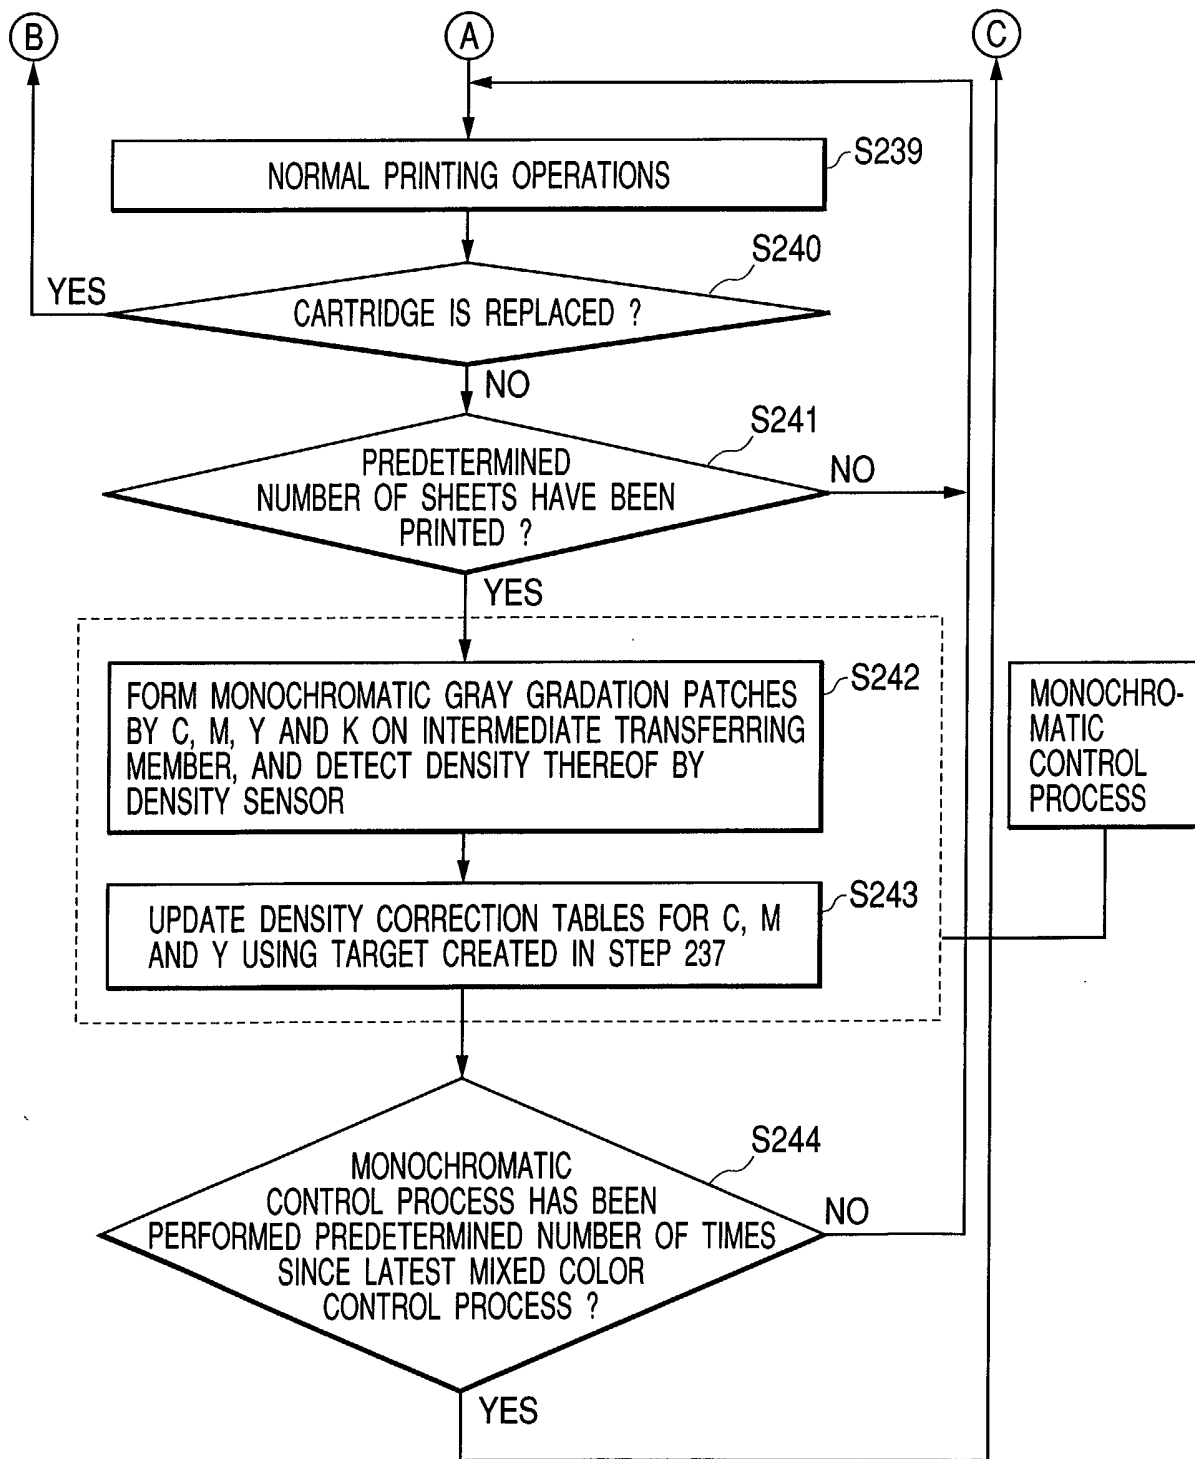 B
A
C
NORMAL PRINTING OPERATIONS
S239
CARTRIDGE IS REPLACED ?
S240
YES
NO
PREDETERMINED
NUMBER OF SHEETS HAVE BEEN
PRINTED ?
S241
NO
YES
FORM MONOCHROMATIC GRAY GRADATION PATCHES
BY C, M, Y AND K ON INTERMEDIATE TRANSFERRING
MEMBER, AND DETECT DENSITY THEREOF BY
DENSITY SENSOR
S242
MONOCHRO-
MATIC
CONTROL
PROCESS
UPDATE DENSITY CORRECTION TABLES FOR C, M
AND Y USING TARGET CREATED IN STEP 237
S243
MONOCHROMATIC
CONTROL PROCESS HAS BEEN
PERFORMED PREDETERMINED NUMBER OF TIMES
SINCE LATEST MIXED COLOR
CONTROL PROCESS ?
S244
NO
YES